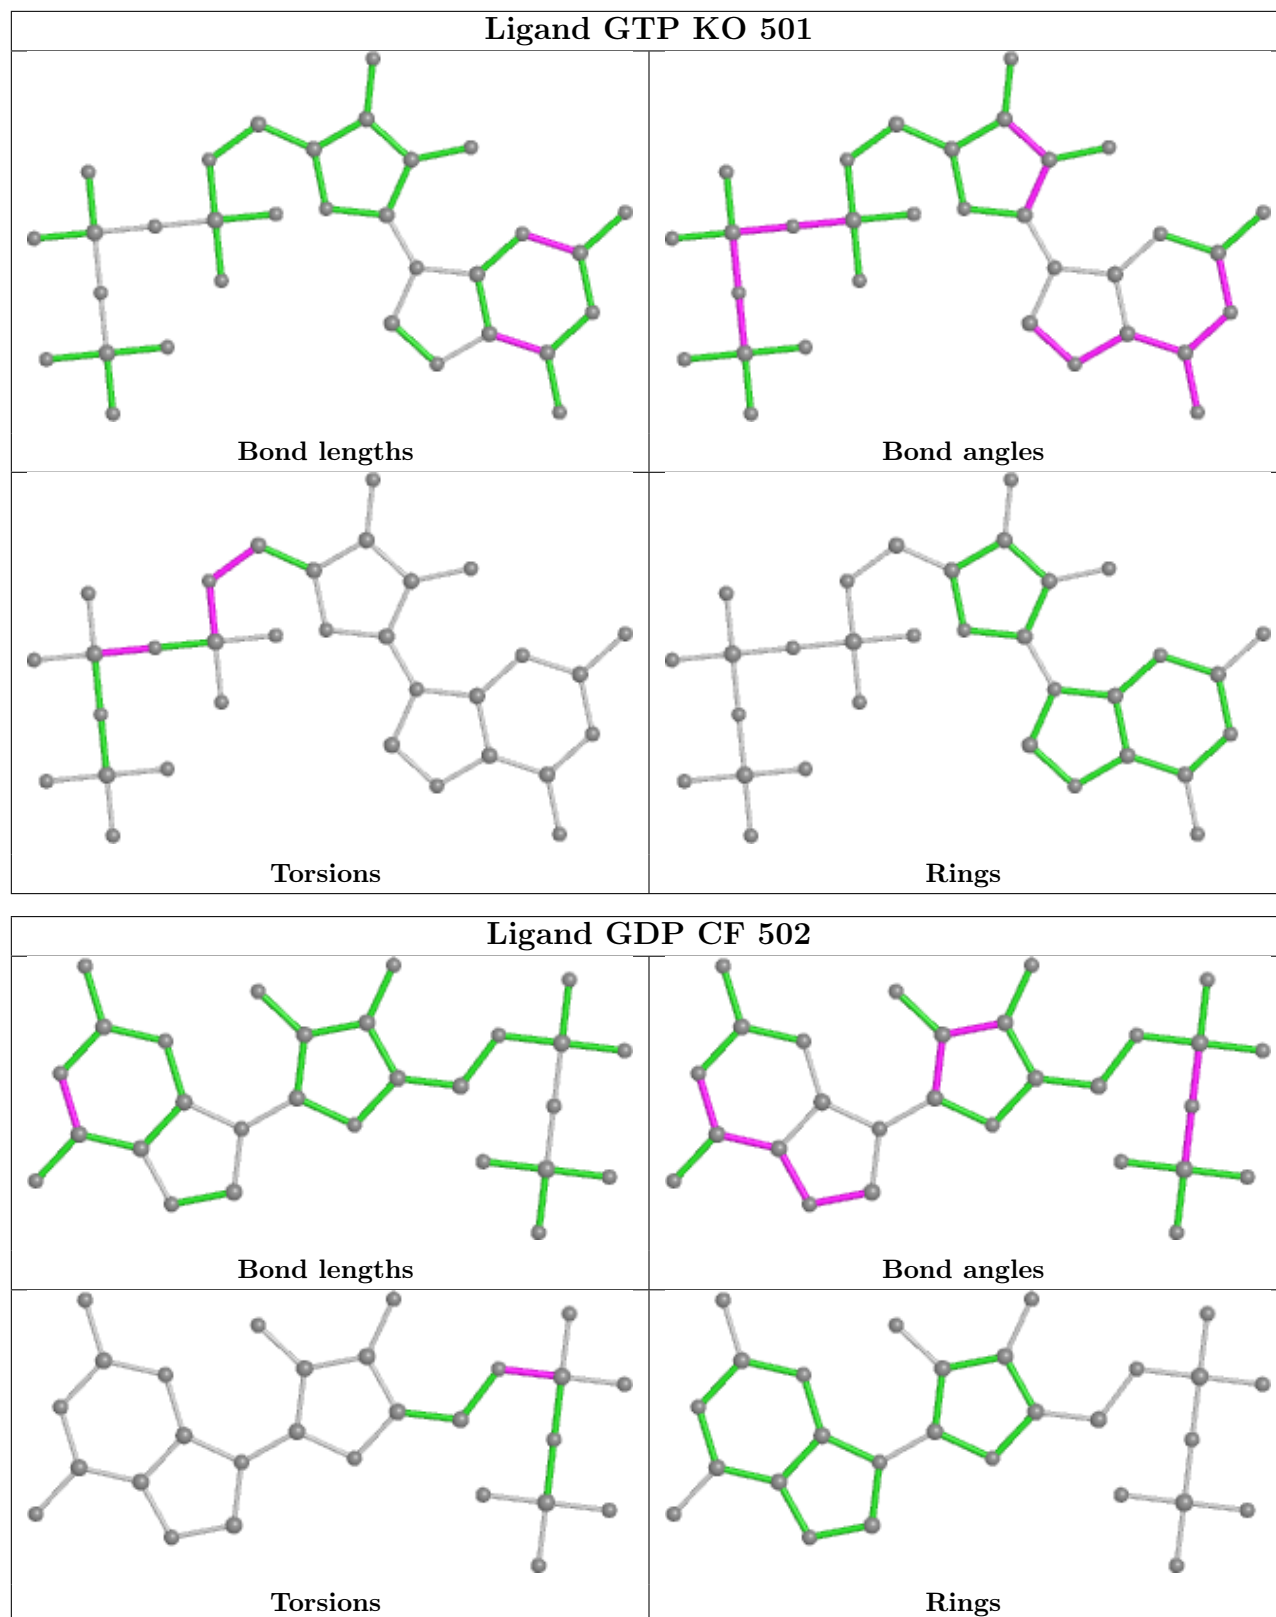 Ligand GTP KO 501
Bond lengths
Bond angles
Torsions
Rings
Ligand GDP CF 502
Bond lengths
Bond angles
Torsions
Rings